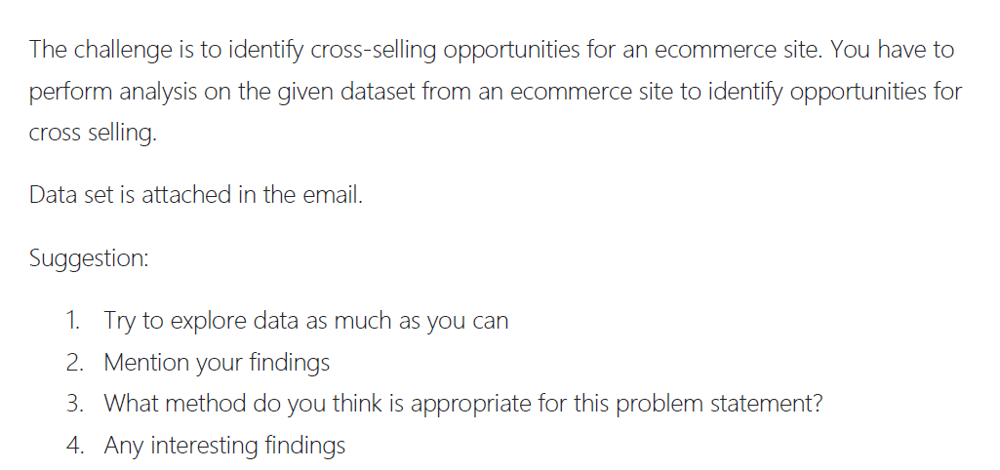 The challenge is to identify cross-selling opportunities for an ecommerce site. You have to
perform analysis on the given dataset from an ecommerce site to identify opportunities for
cross selling.
Data set is attached in the email.
Suggestion:
1. Try to explore data as much as you can
2. Mention your findings
3. What method do you think is appropriate for this problem statement?
4. Any interesting findings